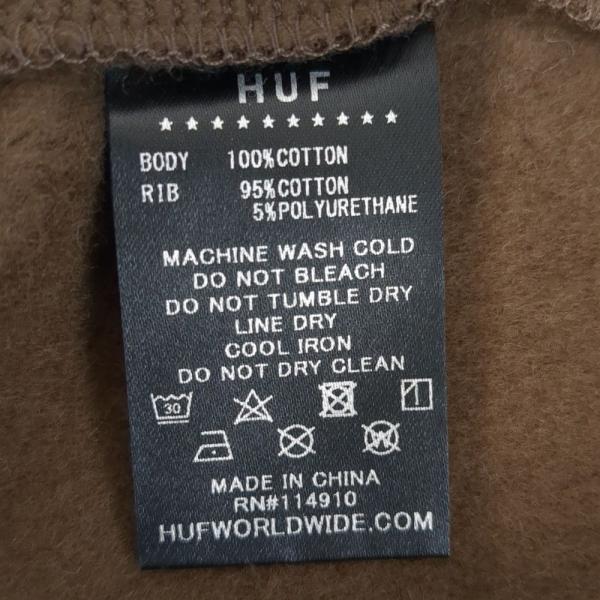 HUF
★★★★★★★★★★
BODY 100%COTTON
RIB 95%COTTON
5%POLYURETHANE
MACHINE WASH COLD
DO NOT BLEACH
DO NOT TUMBLE DRY
LINE DRY
COOL IRON
DO NOT DRY CLEAN
30
W
MADE IN CHINA
RN#114910
HUFWORLDWIDE.COM